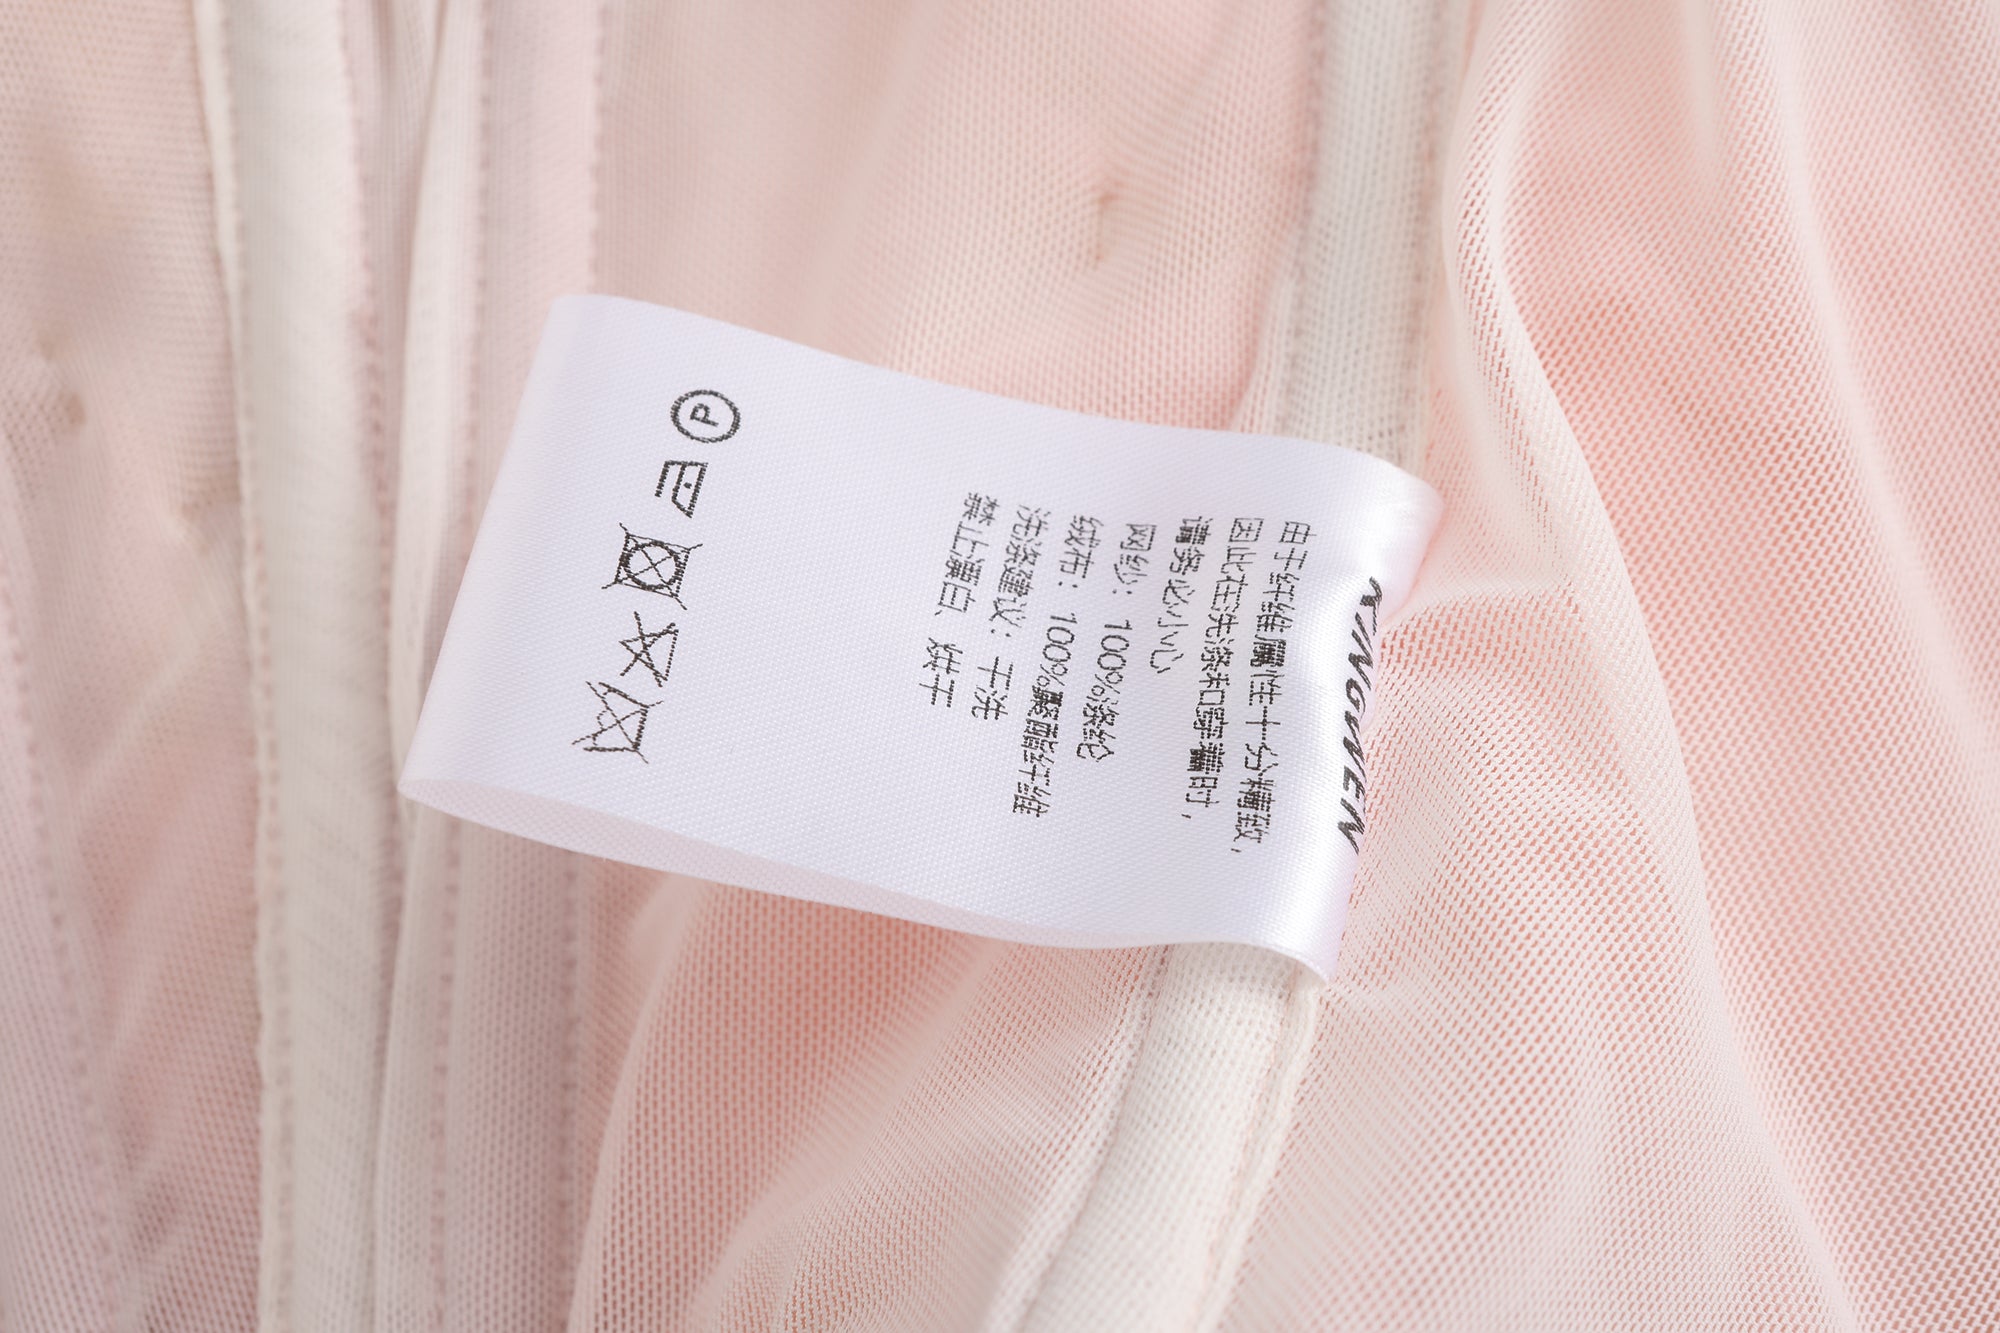 XINGWEN
由于纤维属性十分精致，
因此在洗涤和穿着时，
请务必小心
网纱：100%涤纶
绒布：100%聚酯纤维
洗涤建议：干洗
禁止漂白、烘干
P